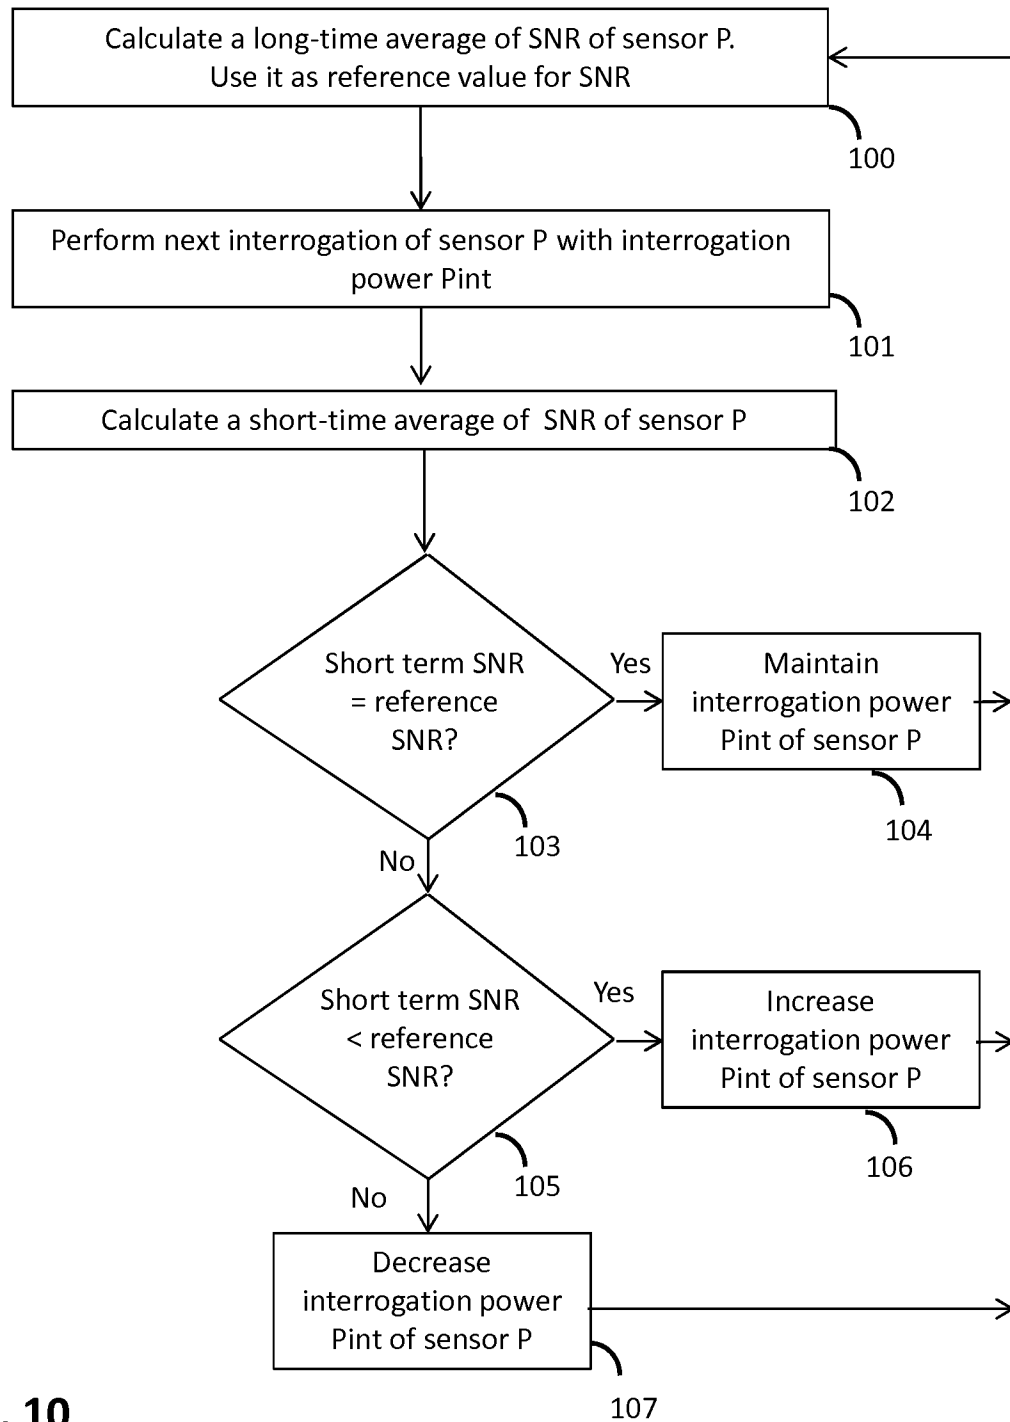 Calculate a long-time average of SNR of sensor P.
Use it as reference value for SNR
100
Perform next interrogation of sensor P with interrogation
power Pint
101
Calculate a short-time average of SNR of sensor P
102
Short term SNR
= reference
SNR?
103
Yes
Maintain
interrogation power
Pint of sensor P
104
No
Short term SNR
< reference
SNR?
105
Yes
Increase
interrogation power
Pint of sensor P
106
No
Decrease
interrogation power
Pint of sensor P
107
. 10